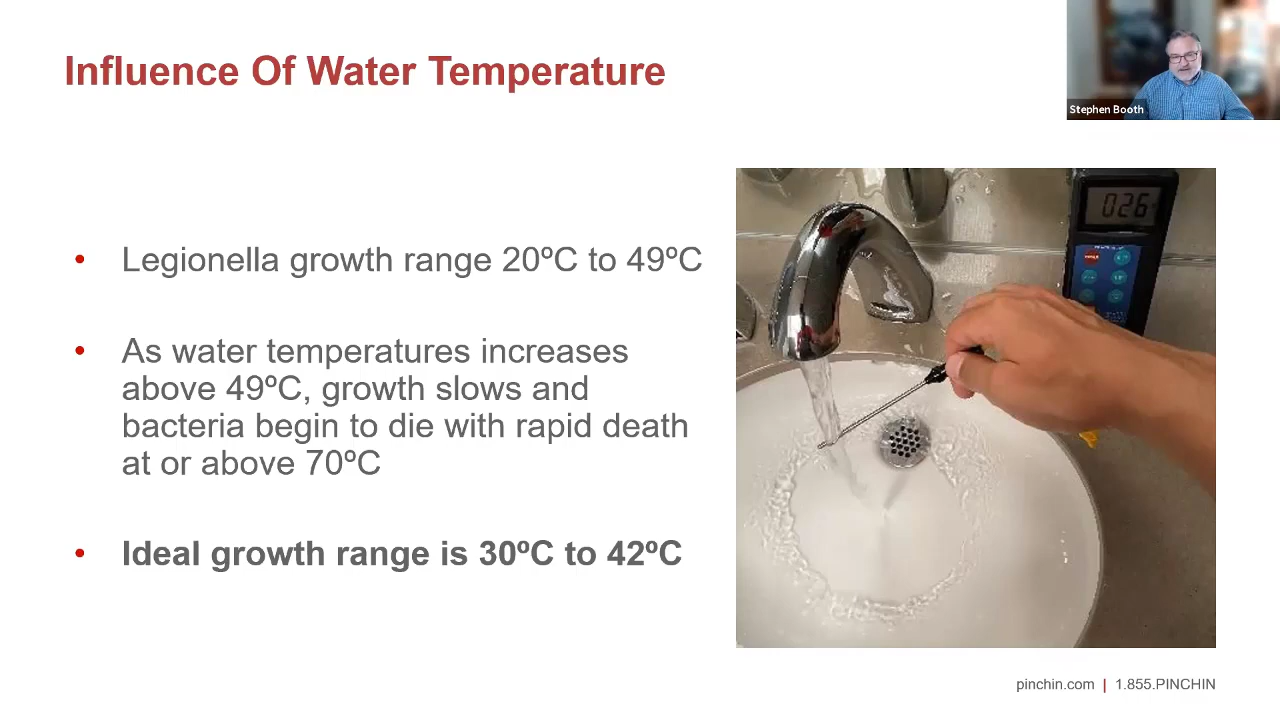 Influence Of Water Temperature
Stephen Booth
026
• Legionella growth range 20ºC to 49ºC
• As water temperatures increases
above 49ºC, growth slows and
bacteria begin to die with rapid death
at or above 70ºC
• Ideal growth range is 30ºC to 42ºC
pinchin.com | 1.855.PINCHIN